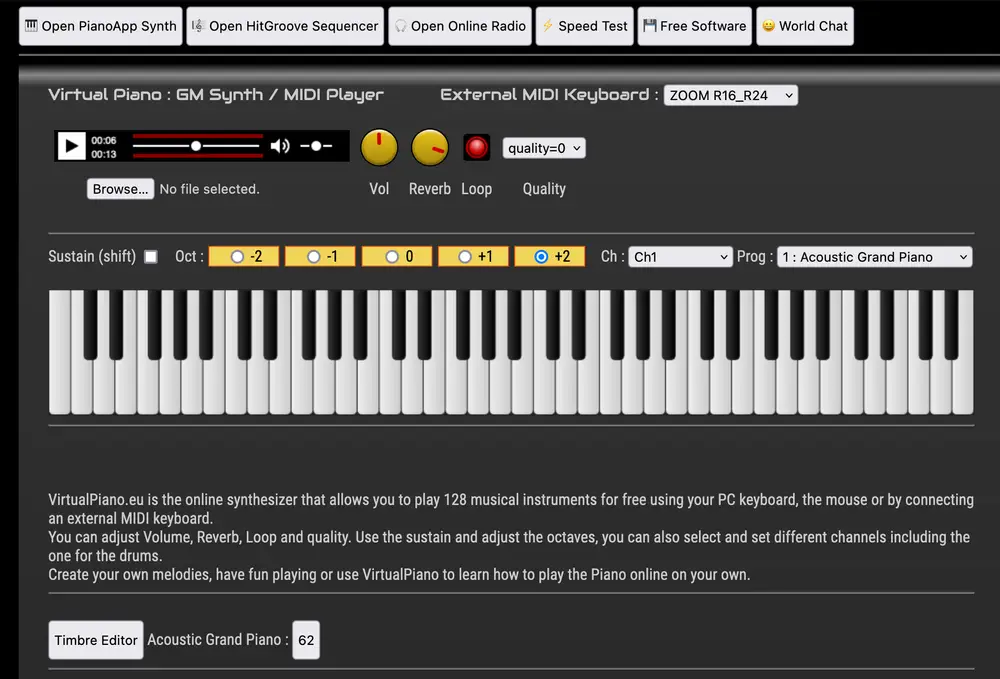 Open PianoApp Synth Open HitGroove Sequencer Open Online Radio Speed Test Free Software World Chat
Virtual Piano : GM Synth / MIDI Player External MIDI Keyboard : ZOOM R16_R24
00:06
00:13
quality=0
Browse... No file selected.
Vol Reverb Loop Quality
Sustain (shift) Oct : -2 -1 0 +1 +2 Ch : Ch1 Prog : 1 : Acoustic Grand Piano
VirtualPiano.eu is the online synthesizer that allows you to play 128 musical instruments for free using your PC keyboard, the mouse or by connecting
an external MIDI keyboard.
You can adjust Volume, Reverb, Loop and quality. Use the sustain and adjust the octaves, you can also select and set different channels including the
one for the drums.
Create your own melodies, have fun playing or use VirtualPiano to learn how to play the Piano online on your own.
Timbre Editor Acoustic Grand Piano : 62